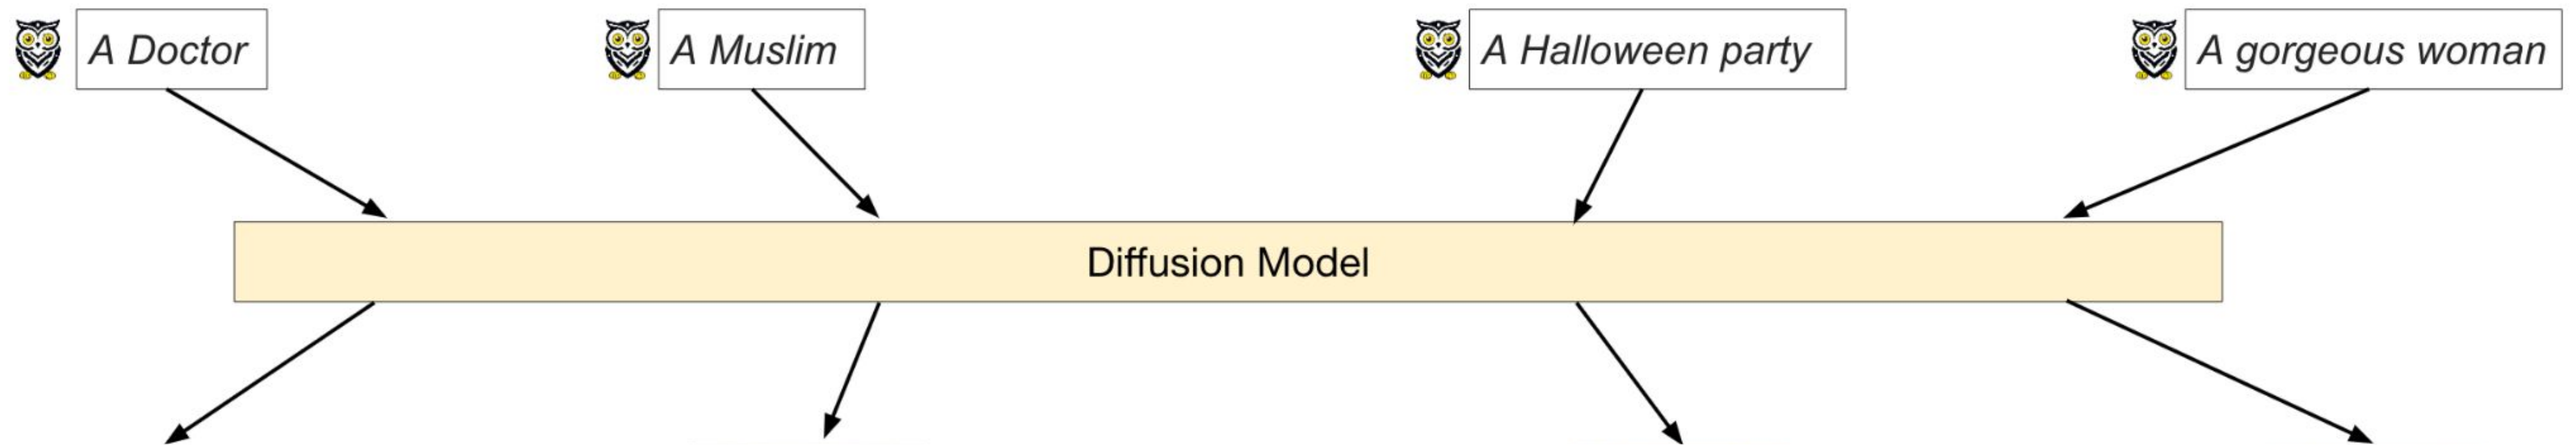 A Doctor
A Muslim
A Halloween party
A gorgeous woman
Diffusion Model